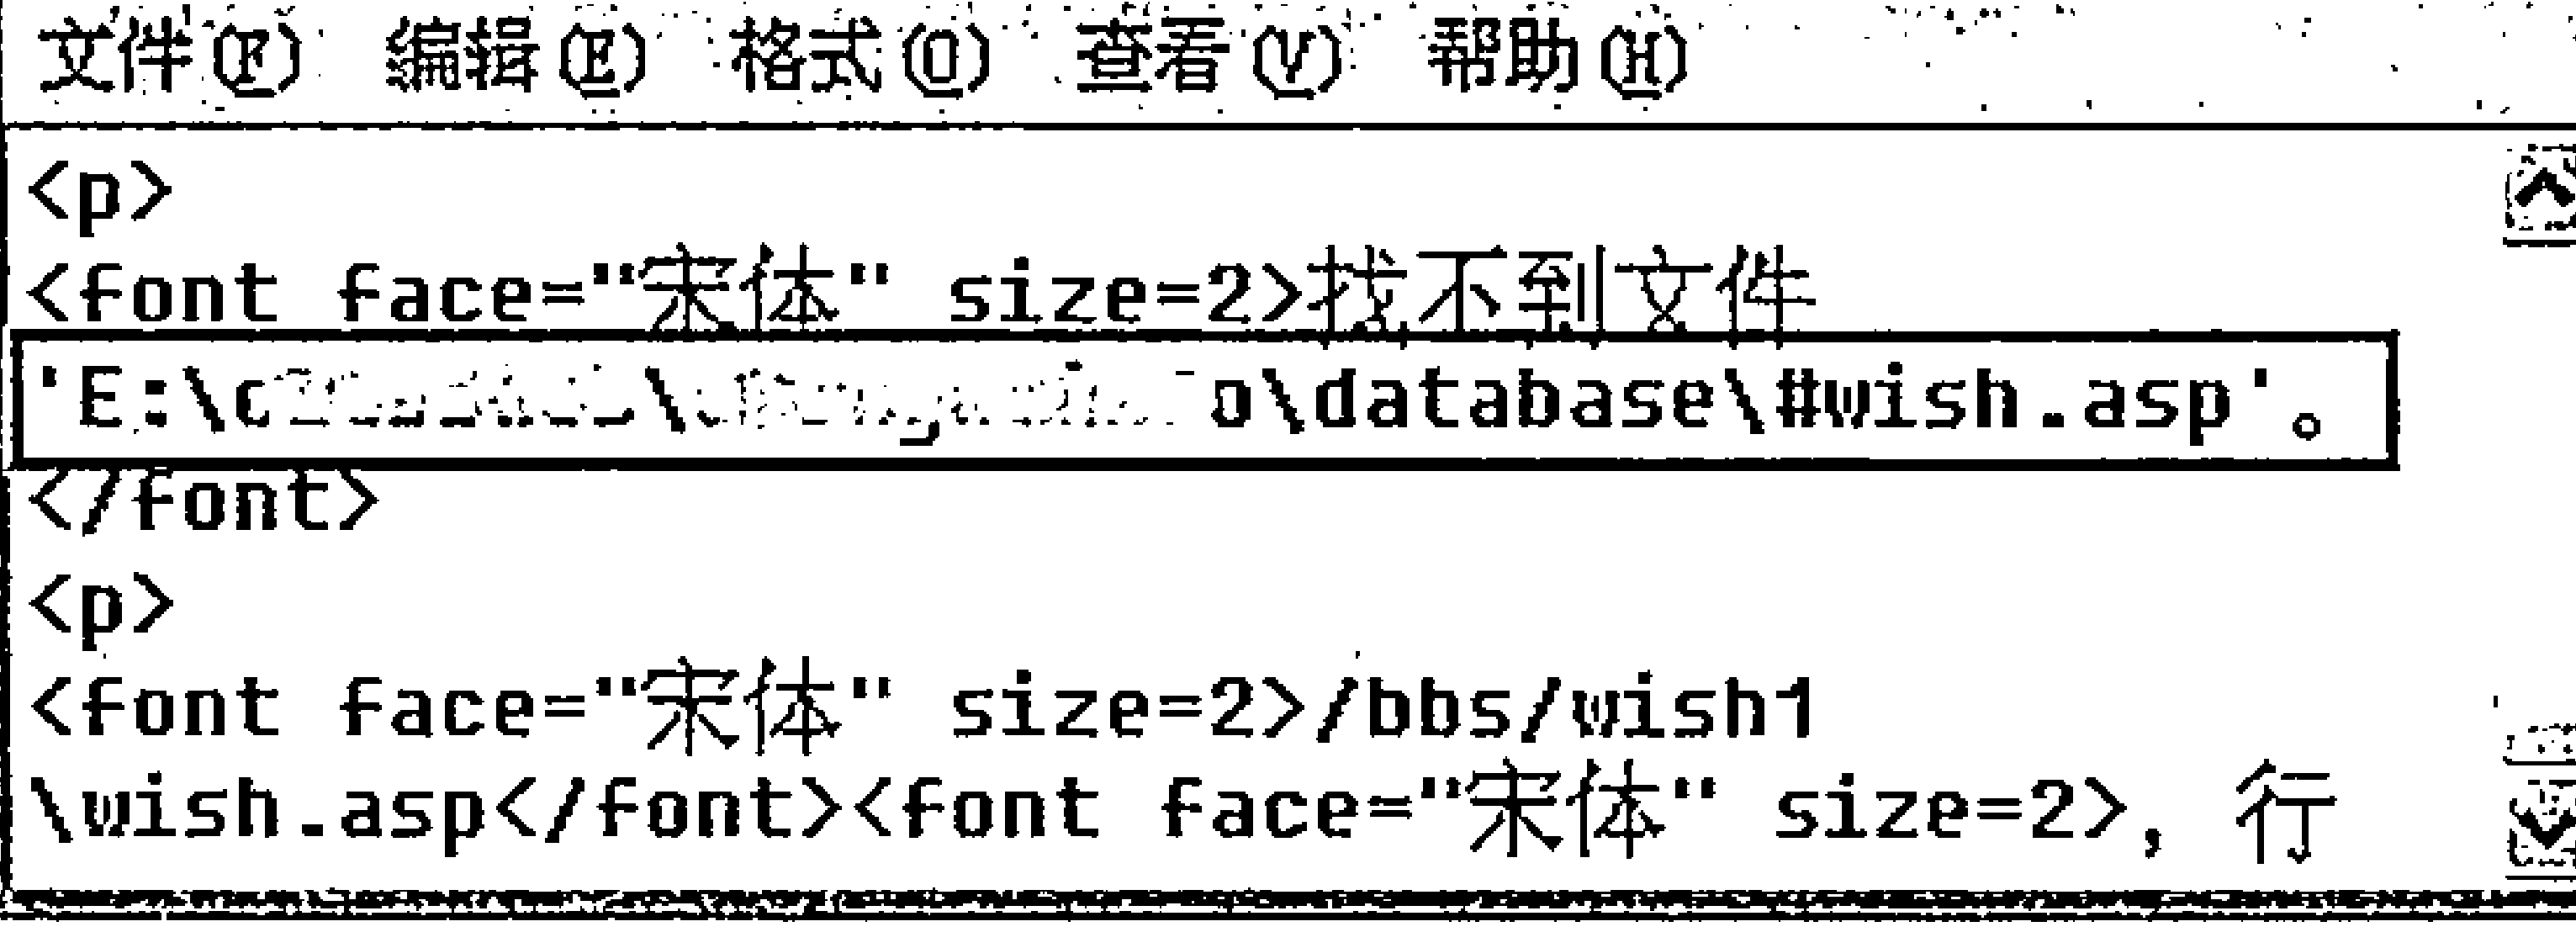 文件(F) 编辑(E) 格式(O) 查看(V) 帮助(H)
<p>
<font face="宋体" size=2>找不到文件
'E:\ \database\#wish.asp'。
</font>
<p>
<font face="宋体" size=2>/bbs/wish1
\wish.asp</font><font face="宋体" size=2>, 行